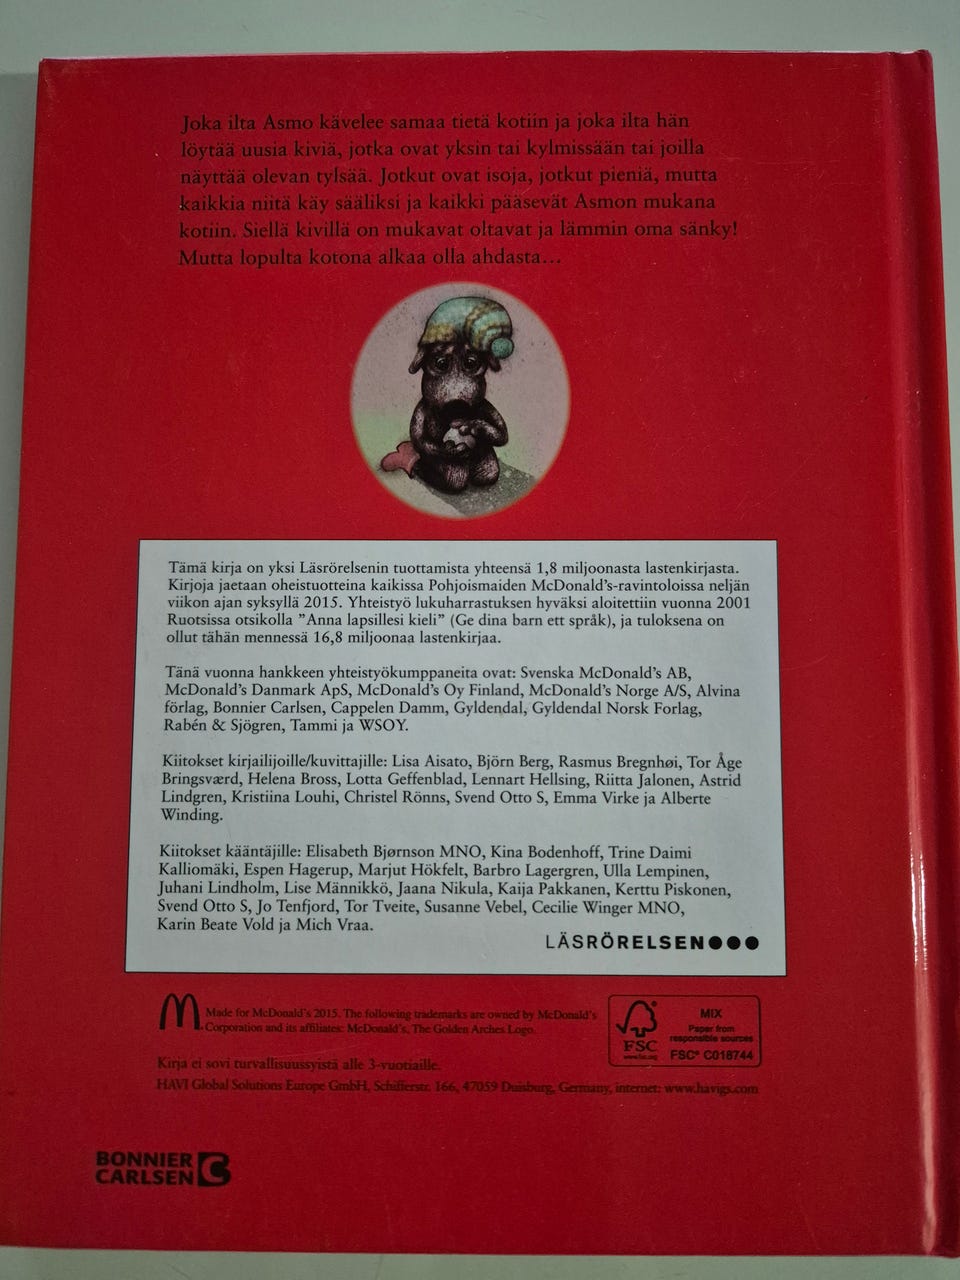 Joka ilta Asmo kävelee samaa tietä kotiin ja joka ilta hän
löytää uusia kiviä, jotka ovat yksin tai kylmissään tai joilla
näyttää olevan tylsää. Jotkut ovat isoja, jotkut pieniä, mutta
kaikkia niitä käy sääliksi ja kaikki pääsevät Asmon mukana
kotiin. Siellä kivillä on mukavat oltavat ja lämmin oma sänky!
Mutta lopulta kotona alkaa olla ahdasta...
Tämä kirja on yksi Läsrörelsenin tuottamista yhteensä 1,8 miljoonasta lastenkirjasta.
Kirjoja jaetaan oheistuotteina kaikissa Pohjoismaiden McDonald's-ravintoloissa neljän
viikon ajan syksyllä 2015. Yhteistyö lukuharrastuksen hyväksi aloitettiin vuonna 2001
Ruotsissa otsikolla ”Anna lapsillesi kieli” (Ge dina barn ett språk), ja tuloksena on
ollut tähän mennessä 16,8 miljoonaa lastenkirjaa.
Tänä vuonna hankkeen yhteistyökumppaneita ovat: Svenska McDonald's AB,
McDonald's Danmark ApS, McDonald's Oy Finland, McDonald's Norge A/S, Alvina
förlag, Bonnier Carlsen, Cappelen Damm, Gyldendal, Gyldendal Norsk Forlag,
Rabén & Sjögren, Tammi ja WSOY.
Kiitokset kirjailijoille/kuvittajille: Lisa Aisato, Björn Berg, Rasmus Bregnhøi, Tor Åge
Bringsværd, Helena Bross, Lotta Geffenblad, Lennart Hellsing, Riitta Jalonen, Astrid
Lindgren, Kristiina Louhi, Christel Rönns, Svend Otto S, Emma Virke ja Alberte
Winding.
Kiitokset kääntäjille: Elisabeth Bjørnson MNO, Kina Bodenhoff, Trine Daimi
Kalliomäki, Espen Hagerup, Marjut Hökfelt, Barbro Lagergren, Ulla Lempinen,
Juhani Lindholm, Lise Männikkö, Jaana Nikula, Kaija Pakkanen, Kerttu Piskonen,
Svend Otto S, Jo Tenfjord, Tor Tveite, Susanne Vebel, Cecilie Winger MNO,
Karin Beate Vold ja Mich Vraa.
LÄSRÖRELSEN●●●
Made for McDonald's 2015. The following trademarks are owned by McDonald's
Corporation and its affiliates: McDonald's, The Golden Arches Logo.
FSC
www.fsc.org
MIX
Paper from
responsible sources
FSC® C018744
Kirja ei sovi turvallisuussyistä alle 3-vuotiaille.
HAVI Global Solutions Europe GmbH, Schifferstr. 166, 47059 Duisburg, Germany, internet: www.havigs.com
BONNIER
CARLSEN